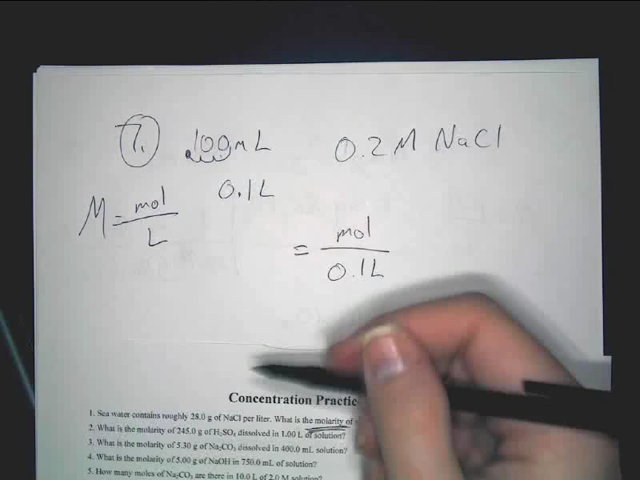 7. 100mL 0.2 M NaCl
0.1L
M = mol / L
= mol / 0.1L
Concentration Practice
1. Sea water contains roughly 28.0 g of NaCl per liter. What is the molarity of
2. What is the molarity of 245.0 g of H₂SO₄ dissolved in 1.00 L of solution?
3. What is the molarity of 5.30 g of Na₂CO₃ dissolved in 400.0 mL solution?
4. What is the molarity of 5.00 g of NaOH in 750.0 mL of solution?
5. How many moles of Na₂CO₃ are there in 10.0 L of 2.0 M solution?